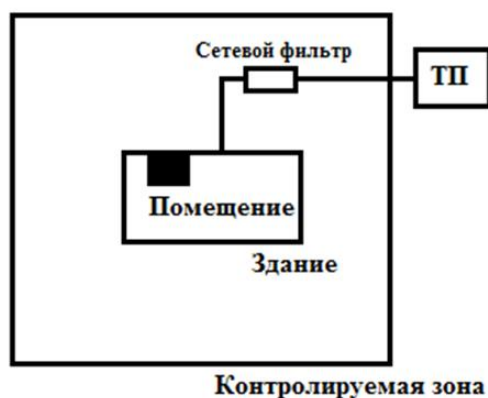 Сетевой фильтр
ТП
Помещение
Здание
Контролируемая зона